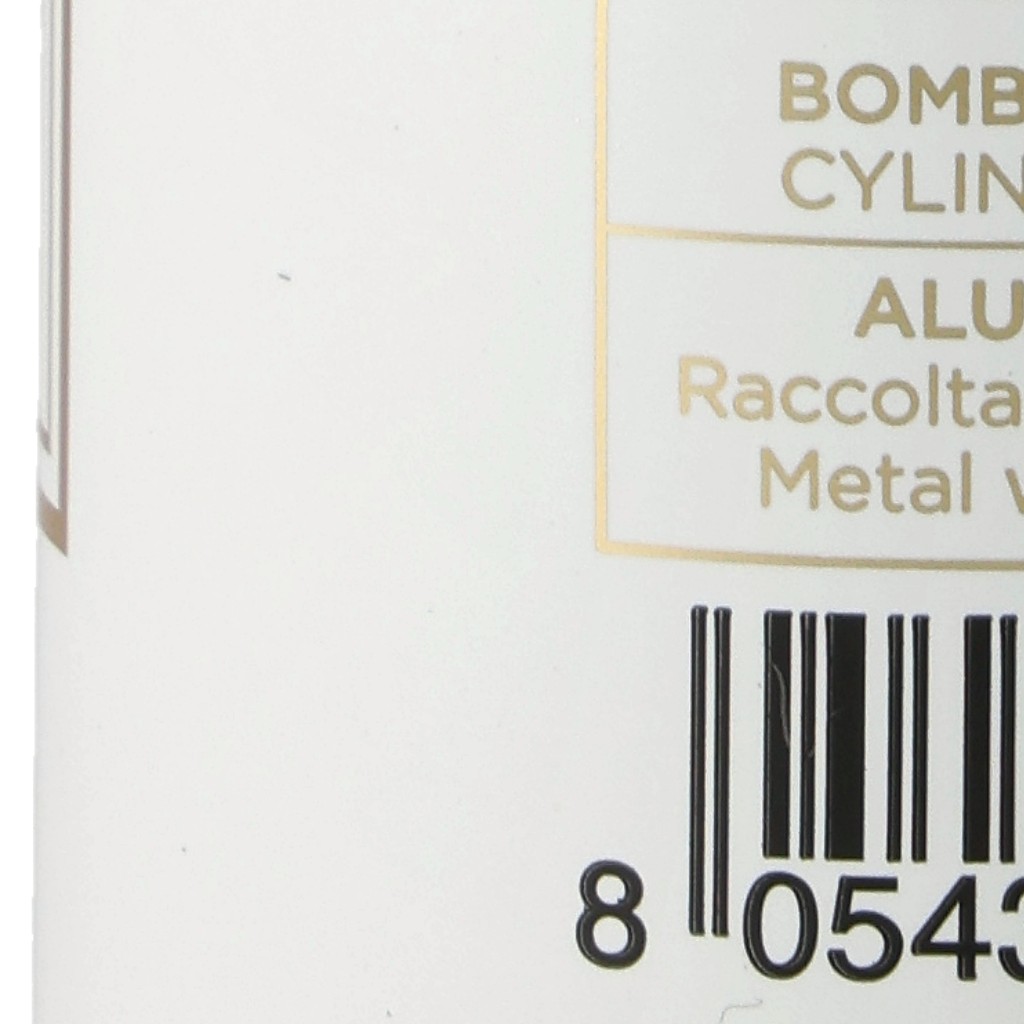 BOMB
CYLIN
ALU
Raccolta
Metal
8 0543